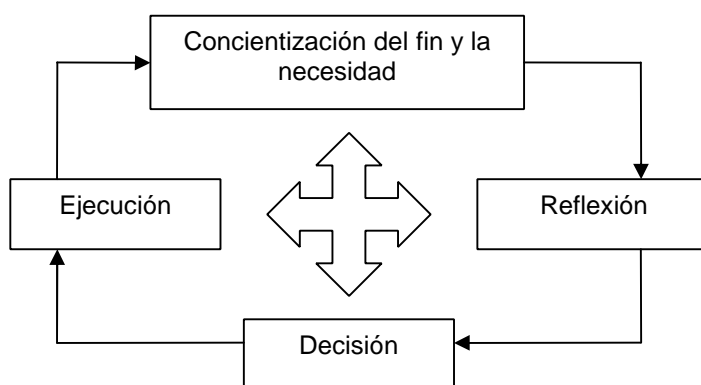 Concientización del fin y la
necesidad
Ejecución
Reflexión
Decisión